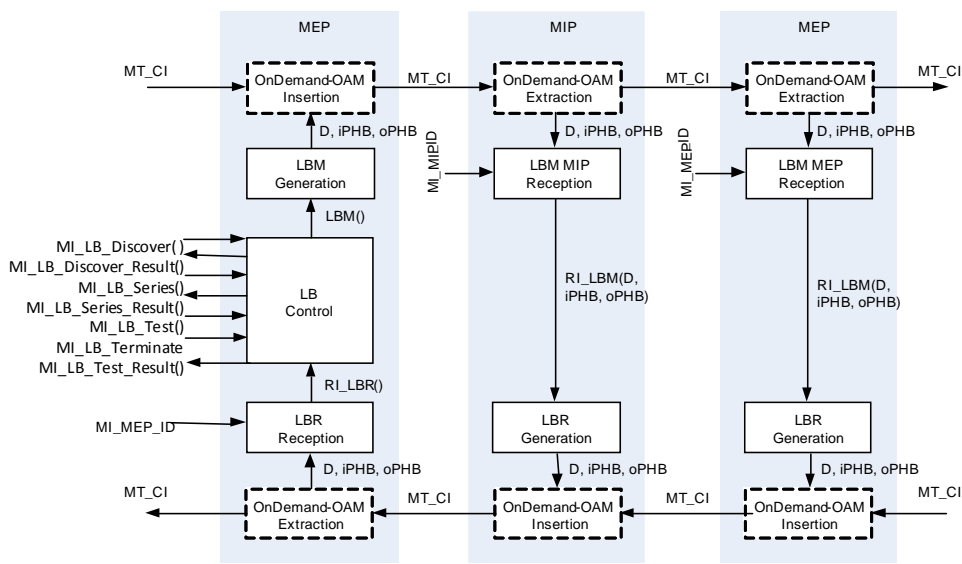 MEP
MIP
MEP
MT_CI
OnDemand-OAM
Insertion
MT_CI
OnDemand-OAM
Extraction
MT_CI
OnDemand-OAM
Extraction
MT_CI
D, iPHB, oPHB
D, iPHB, oPHB
D, iPHB, oPHB
LBM
Generation
MI_MIP_ID
LBM MIP
Reception
MI_MEP_ID
LBM MEP
Reception
LBM()
MI_LB_Discover( )
MI_LB_Discover_Result()
MI_LB_Series()
MI_LB_Series_Result()
MI_LB_Test()
MI_LB_Terminate
MI_LB_Test_Result()
LB
Control
RI_LBM(D,
iPHB, oPHB)
RI_LBM(D,
iPHB, oPHB)
RI_LBR()
MI_MEP_ID
LBR
Reception
LBR
Generation
LBR
Generation
D, iPHB, oPHB
D, iPHB, oPHB
D, iPHB, oPHB
MT_CI
OnDemand-OAM
Extraction
MT_CI
OnDemand-OAM
Insertion
MT_CI
OnDemand-OAM
Insertion
MT_CI